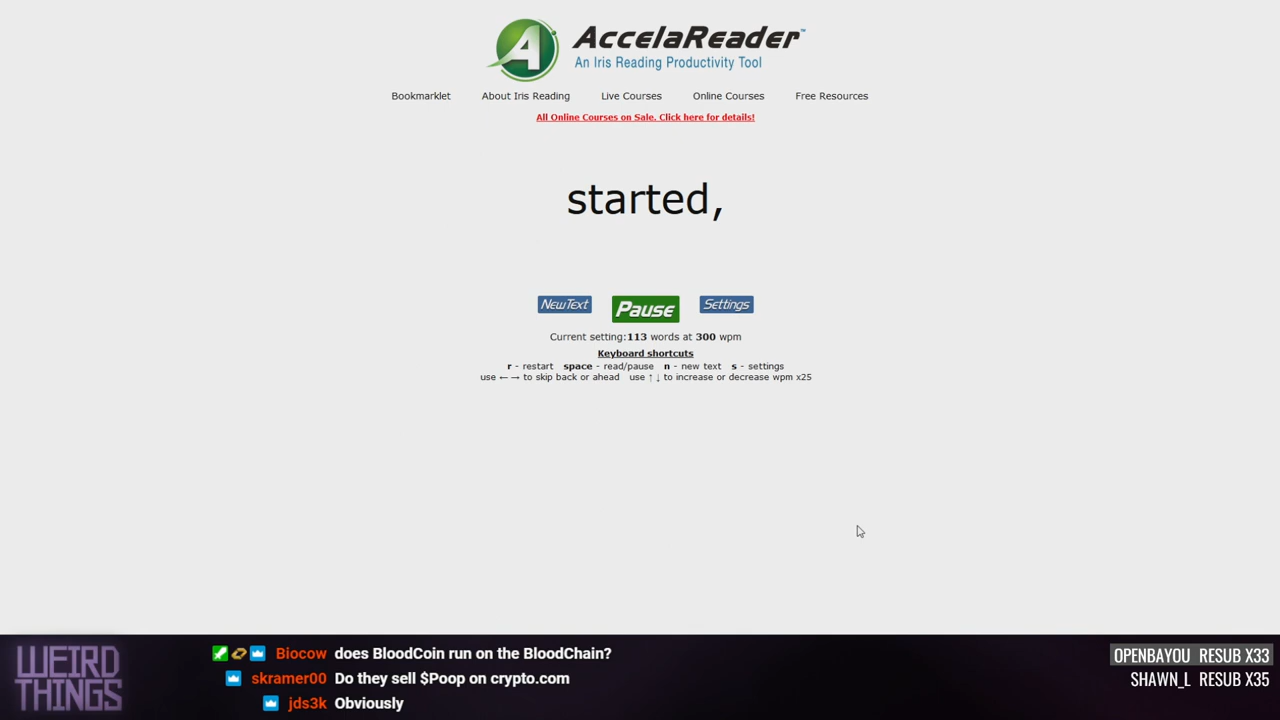 AccelaReader™
An Iris Reading Productivity Tool
Bookmarklet About Iris Reading Live Courses Online Courses Free Resources
All Online Courses on Sale. Click here for details!
started,
NewText Pause Settings
Current setting:113 words at 300 wpm
Keyboard shortcuts
r - restart space - read/pause n - new text s - settings
use ←→ to skip back or ahead use ↑↓ to increase or decrease wpm x25
WEIRD THINGS
Biocow does BloodCoin run on the BloodChain?
skramer00 Do they sell $Poop on crypto.com
jds3k Obviously
OPENBAYOU RESUB X33
SHAWN_L RESUB X35